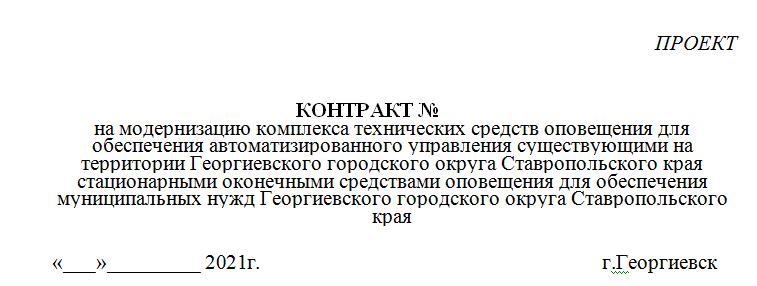 ПРОЕКТ
КОНТРАКТ №
на модернизацию комплекса технических средств оповещения для
обеспечения автоматизированного управления существующими на
территории Георгиевского городского округа Ставропольского края
стационарными оконечными средствами оповещения для обеспечения
муниципальных нужд Георгиевского городского округа Ставропольского
края
«___»_________ 2021г. г.Георгиевск